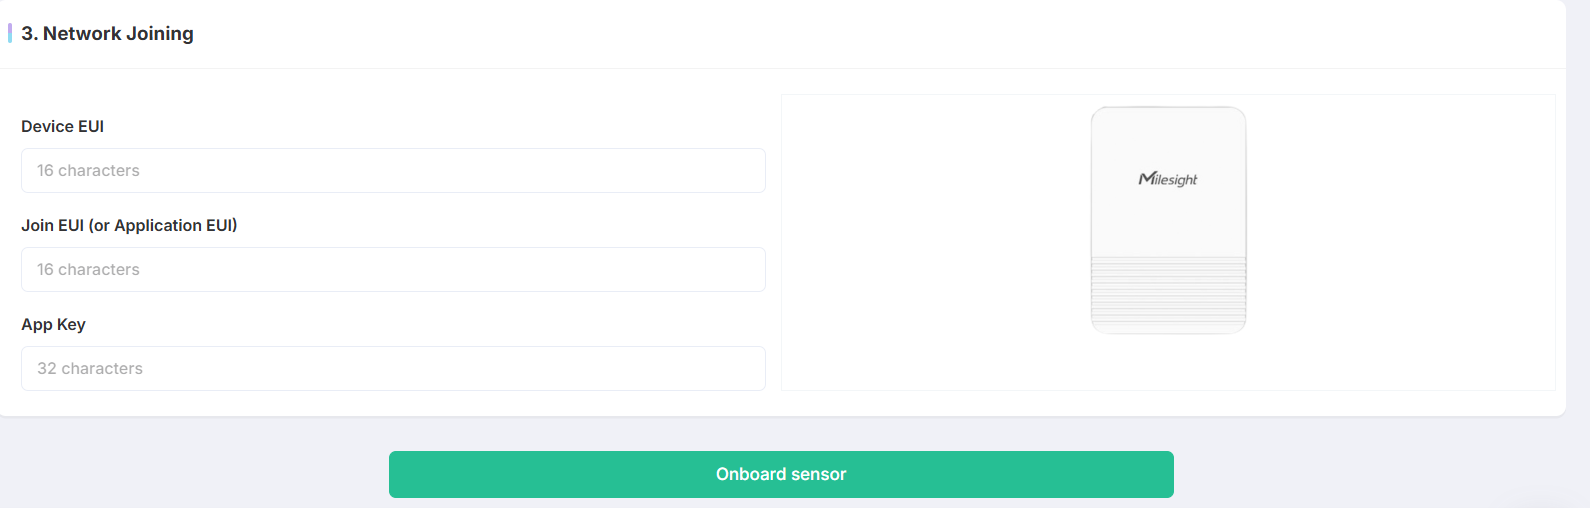 3. Network Joining
Device EUI
16 characters
Join EUI (or Application EUI)
16 characters
App Key
32 characters
Milesight
Onboard sensor